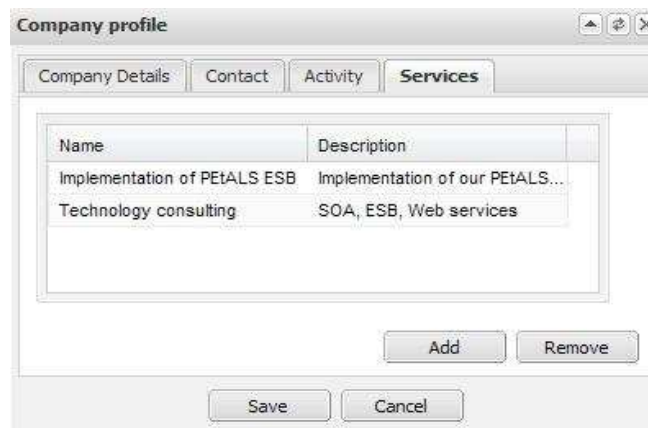 Company profile
Company Details Contact Activity Services
Name Description
Implementation of PEtALS ESB Implementation of our PEtALS...
Technology consulting SOA, ESB, Web services
Add Remove
Save Cancel